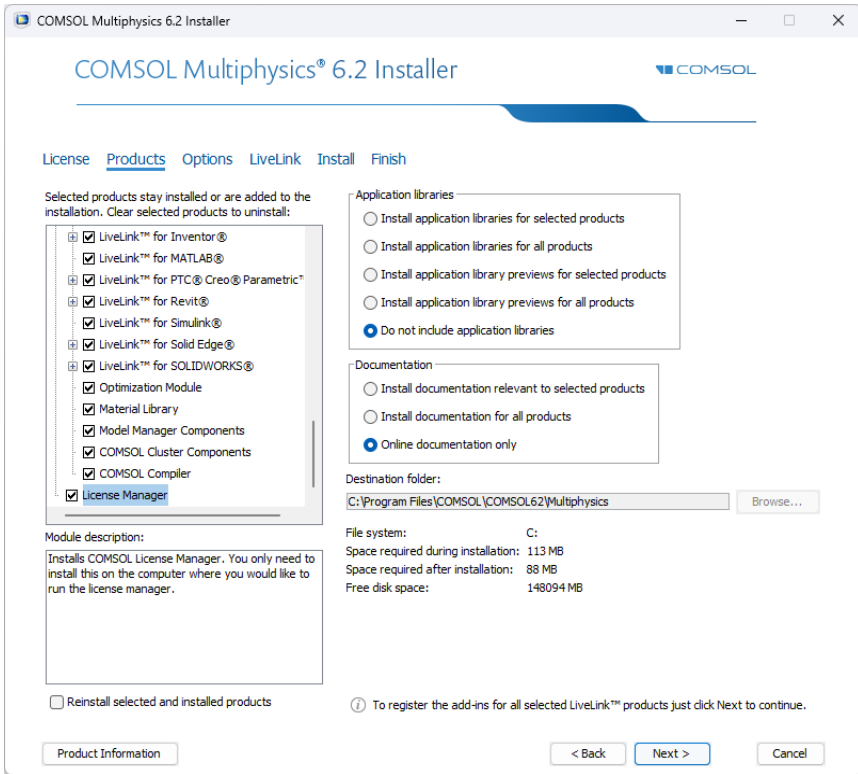 COMSOL Multiphysics 6.2 Installer
COMSOL Multiphysics® 6.2 Installer
COMSOL
License Products Options LiveLink Install Finish
Selected products stay installed or are added to the
installation. Clear selected products to uninstall:
LiveLink™ for Inventor®
LiveLink™ for MATLAB®
LiveLink™ for PTC® Creo® Parametric™
LiveLink™ for Revit®
LiveLink™ for Simulink®
LiveLink™ for Solid Edge®
LiveLink™ for SOLIDWORKS®
Optimization Module
Material Library
Model Manager Components
COMSOL Cluster Components
COMSOL Compiler
License Manager
Module description:
Installs COMSOL License Manager. You only need to
install this on the computer where you would like to
run the license manager.
Reinstall selected and installed products
Application libraries
Install application libraries for selected products
Install application libraries for all products
Install application library previews for selected products
Install application library previews for all products
Do not include application libraries
Documentation
Install documentation relevant to selected products
Install documentation for all products
Online documentation only
Destination folder:
C:\Program Files\COMSOL\COMSOL62\Multiphysics Browse...
File system: C:
Space required during installation: 113 MB
Space required after installation: 88 MB
Free disk space: 148094 MB
To register the add-ins for all selected LiveLink™ products just click Next to continue.
Product Information < Back Next > Cancel